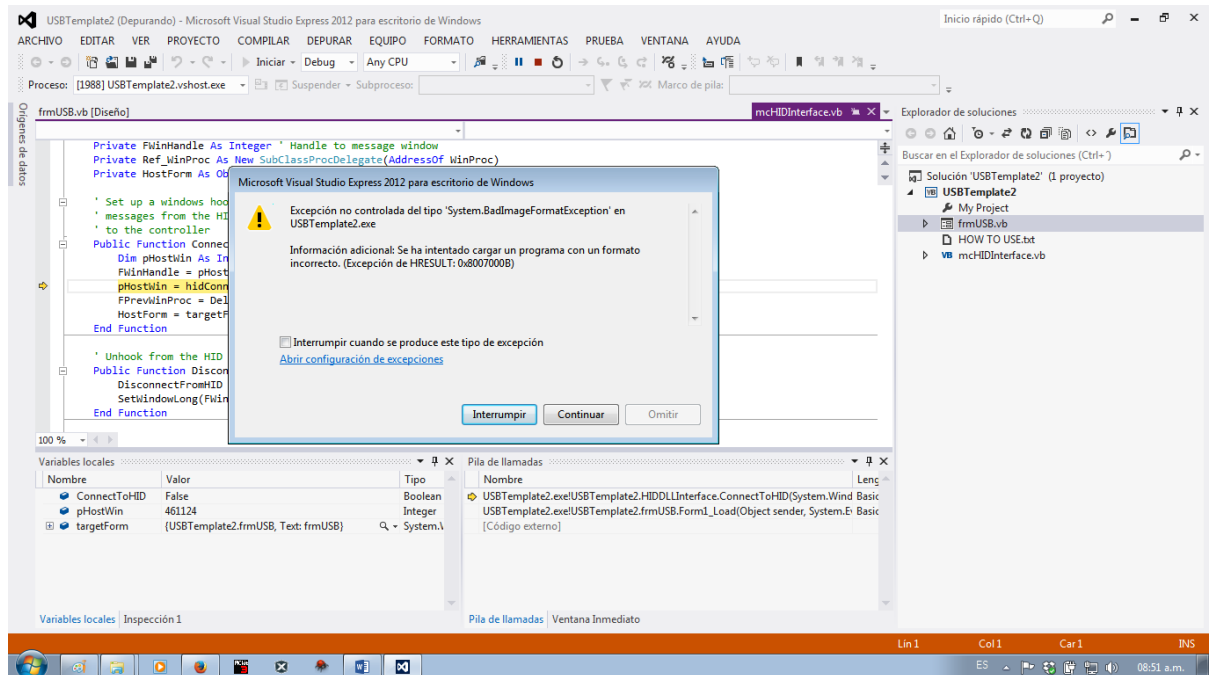 USBTemplate2 (Depurando) - Microsoft Visual Studio Express 2012 para escritorio de Windows
Inicio rápido (Ctrl+Q)
ARCHIVO EDITAR VER PROYECTO COMPILAR DEPURAR EQUIPO FORMATO HERRAMIENTAS PRUEBA VENTANA AYUDA
Iniciar Debug Any CPU
Proceso: [1988] USBTemplate2.vshost.exe Suspender Subproceso: Marco de pila:
Orígenes de datos
frmUSB.vb [Diseño] mcHIDInterface.vb
Private FWinHandle As Integer ' Handle to message window
Private Ref_WinProc As New SubClassProcDelegate(AddressOf WinProc)
Private HostForm As Ob
' Set up a windows hoo
' messages from the HI
' to the controller
Public Function Connec
Dim pHostWin As In
FWinHandle = pHost
pHostWin = hidConn
FPrevWinProc = Del
HostForm = targetF
End Function
' Unhook from the HID
Public Function Discon
DisconnectFromHID
SetWindowLong(FWin
End Function
100 %
Microsoft Visual Studio Express 2012 para escritorio de Windows
Excepción no controlada del tipo 'System.BadImageFormatException' en
USBTemplate2.exe
Información adicional: Se ha intentado cargar un programa con un formato
incorrecto. (Excepción de HRESULT: 0x8007000B)
Interrumpir cuando se produce este tipo de excepción
Abrir configuración de excepciones
Interrumpir Continuar Omitir
Explorador de soluciones
Buscar en el Explorador de soluciones (Ctrl+´)
Solución 'USBTemplate2' (1 proyecto)
USBTemplate2
My Project
frmUSB.vb
HOW TO USE.txt
mcHIDInterface.vb
Variables locales
Nombre Valor Tipo
ConnectToHID False Boolean
pHostWin 461124 Integer
targetForm {USBTemplate2.frmUSB, Text: frmUSB} System.V
Variables locales Inspección 1
Pila de llamadas
Nombre Leng
USBTemplate2.exe!USBTemplate2.HIDDLLInterface.ConnectToHID(System.Wind Basic
USBTemplate2.exe!USBTemplate2.frmUSB.Form1_Load(Object sender, System.Ev Basic
[Código externo]
Pila de llamadas Ventana Inmediato
Lín 1 Col 1 Car 1 INS
ES 08:51 a.m.